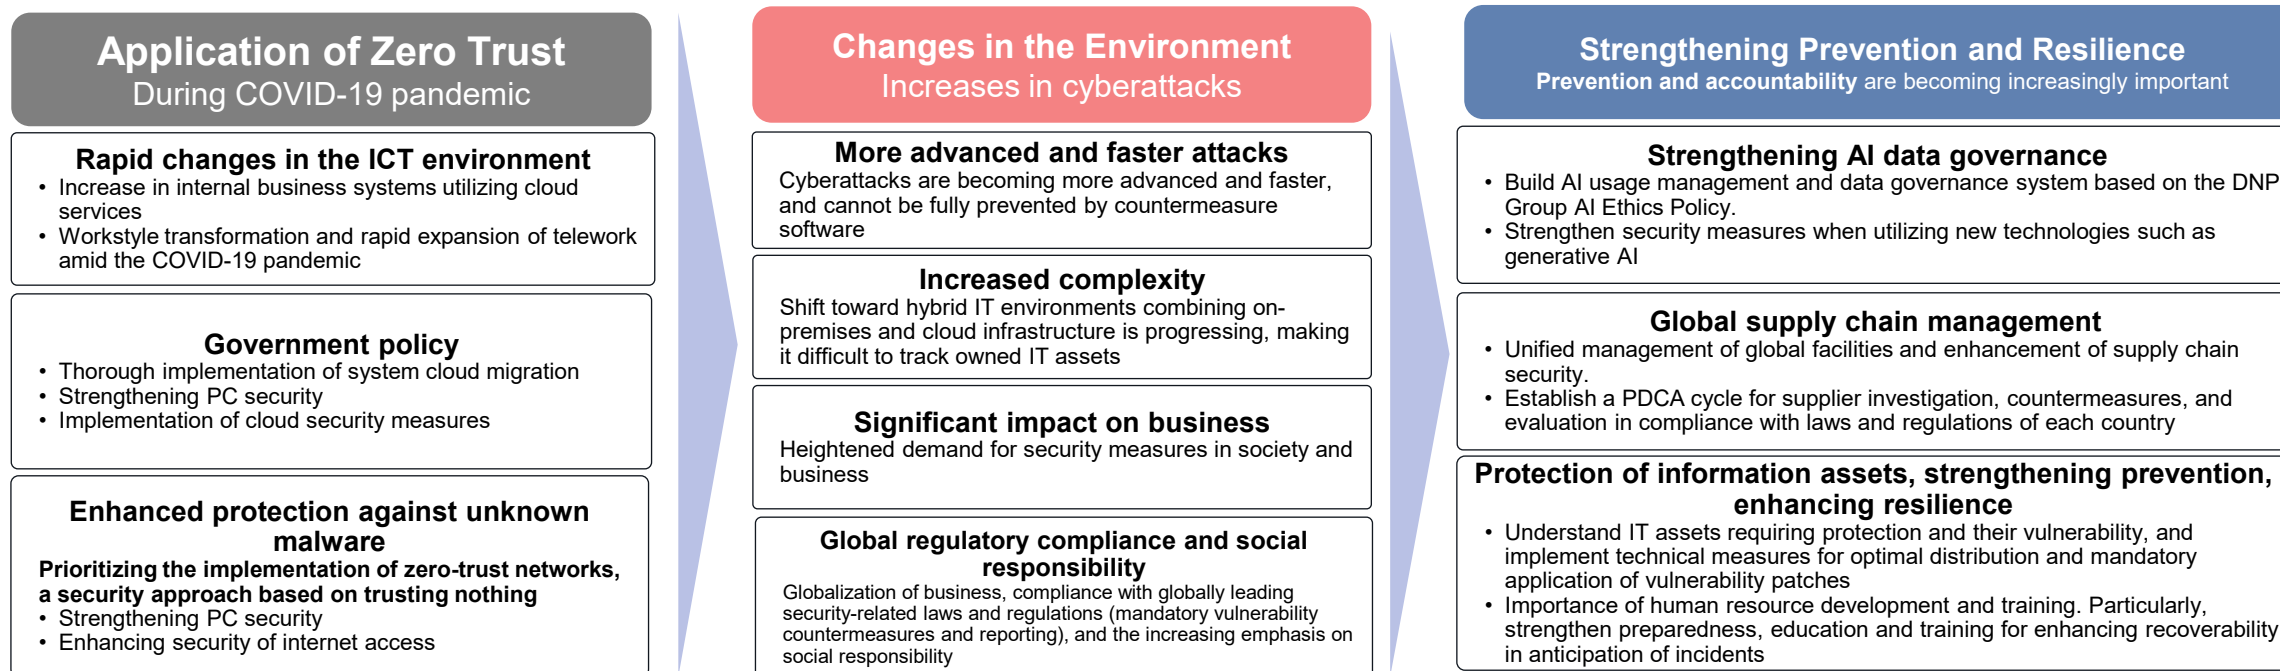 Application of Zero Trust
During COVID-19 pandemic
Rapid changes in the ICT environment
• Increase in internal business systems utilizing cloud
services
• Workstyle transformation and rapid expansion of telework
amid the COVID-19 pandemic
Government policy
• Thorough implementation of system cloud migration
• Strengthening PC security
• Implementation of cloud security measures
Enhanced protection against unknown
malware
Prioritizing the implementation of zero-trust networks,
a security approach based on trusting nothing
• Strengthening PC security
• Enhancing security of internet access
Changes in the Environment
Increases in cyberattacks
More advanced and faster attacks
Cyberattacks are becoming more advanced and faster,
and cannot be fully prevented by countermeasure
software
Increased complexity
Shift toward hybrid IT environments combining on-
premises and cloud infrastructure is progressing, making
it difficult to track owned IT assets
Significant impact on business
Heightened demand for security measures in society and
business
Global regulatory compliance and social
responsibility
Globalization of business, compliance with globally leading
security-related laws and regulations (mandatory vulnerability
countermeasures and reporting), and the increasing emphasis on
social responsibility
Strengthening Prevention and Resilience
Prevention and accountability are becoming increasingly important
Strengthening AI data governance
• Build AI usage management and data governance system based on the DNP
Group AI Ethics Policy.
• Strengthen security measures when utilizing new technologies such as
generative AI
Global supply chain management
• Unified management of global facilities and enhancement of supply chain
security.
• Establish a PDCA cycle for supplier investigation, countermeasures, and
evaluation in compliance with laws and regulations of each country
Protection of information assets, strengthening prevention,
enhancing resilience
• Understand IT assets requiring protection and their vulnerability, and
implement technical measures for optimal distribution and mandatory
application of vulnerability patches
• Importance of human resource development and training. Particularly,
strengthen preparedness, education and training for enhancing recoverability
in anticipation of incidents